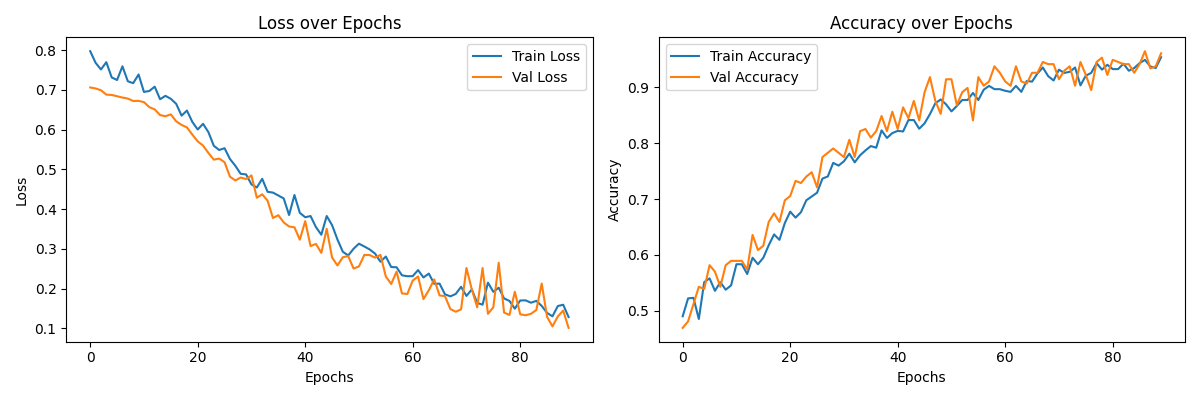 Loss over Epochs
Loss
0.8
0.7
0.6
0.5
0.4
0.3
0.2
0.1
Train Loss
Val Loss
0 20 40 60 80
Epochs
Accuracy over Epochs
Accuracy
0.9
0.8
0.7
0.6
0.5
Train Accuracy
Val Accuracy
0 20 40 60 80
Epochs